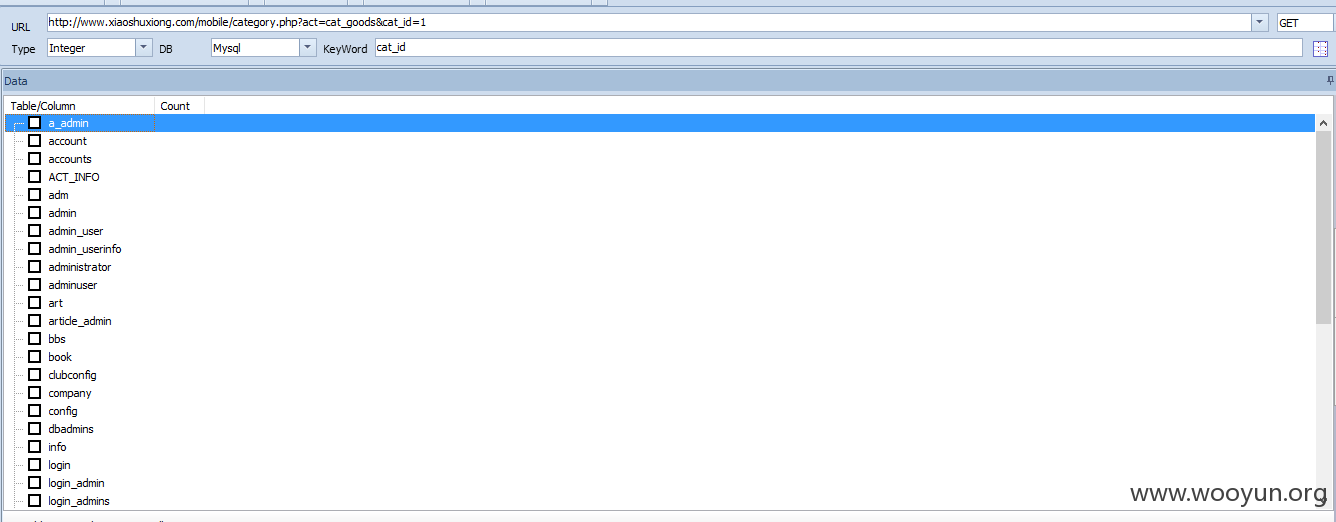 URL http://www.xiaoshuxiong.com/mobile/category.php?act=cat_goods&cat_id=1 GET
Type Integer DB Mysql KeyWord cat_id
Data
Table/Column Count
a_admin
account
accounts
ACT_INFO
adm
admin
admin_user
admin_userinfo
administrator
adminuser
art
article_admin
bbs
book
clubconfig
company
config
dbadmins
info
login
login_admin
login_admins
www.wooyun.org